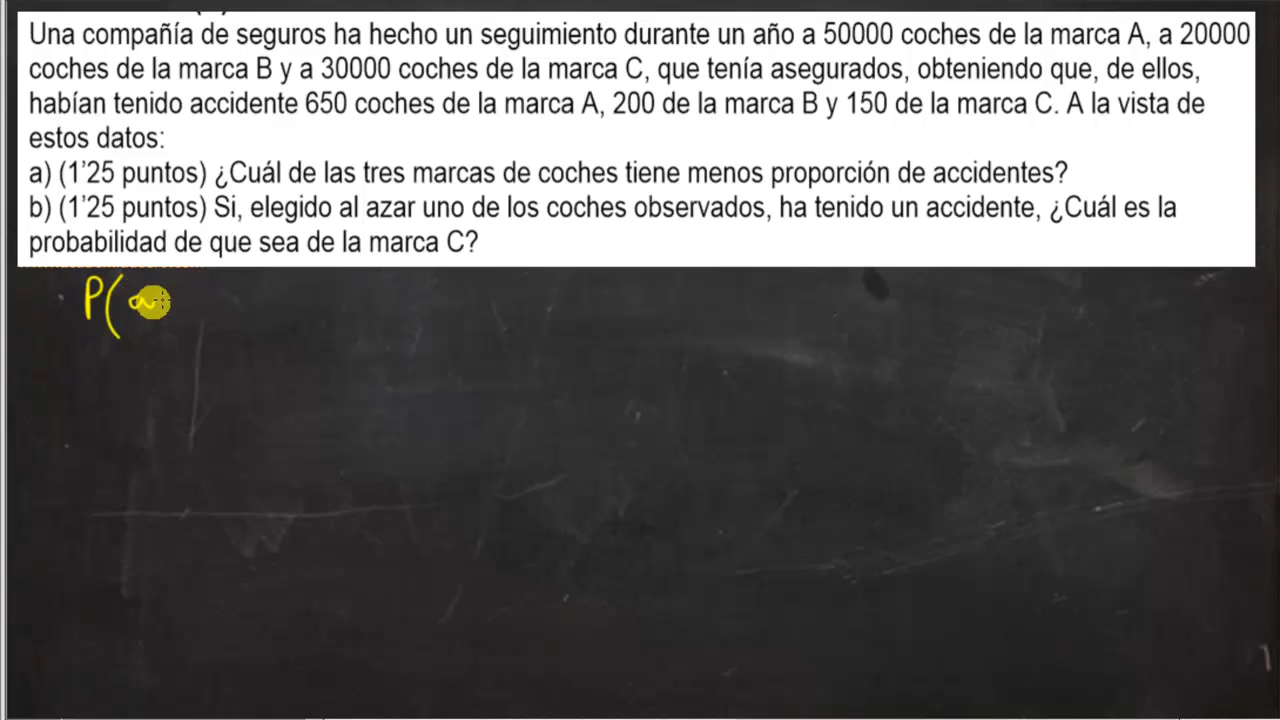 Una compañía de seguros ha hecho un seguimiento durante un año a 50000 coches de la marca A, a 20000
coches de la marca B y a 30000 coches de la marca C, que tenía asegurados, obteniendo que, de ellos,
habían tenido accidente 650 coches de la marca A, 200 de la marca B y 150 de la marca C. A la vista de
estos datos:
a) (1'25 puntos) ¿Cuál de las tres marcas de coches tiene menos proporción de accidentes?
b) (1'25 puntos) Si, elegido al azar uno de los coches observados, ha tenido un accidente, ¿Cuál es la
probabilidad de que sea de la marca C?
P(a